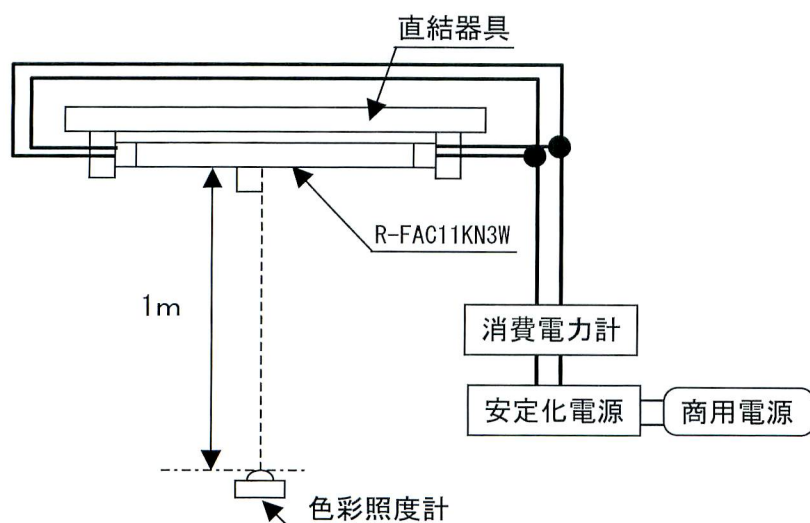 直結器具
R-FAC11KN3W
1m
消費電力計
安定化電源
商用電源
色彩照度計